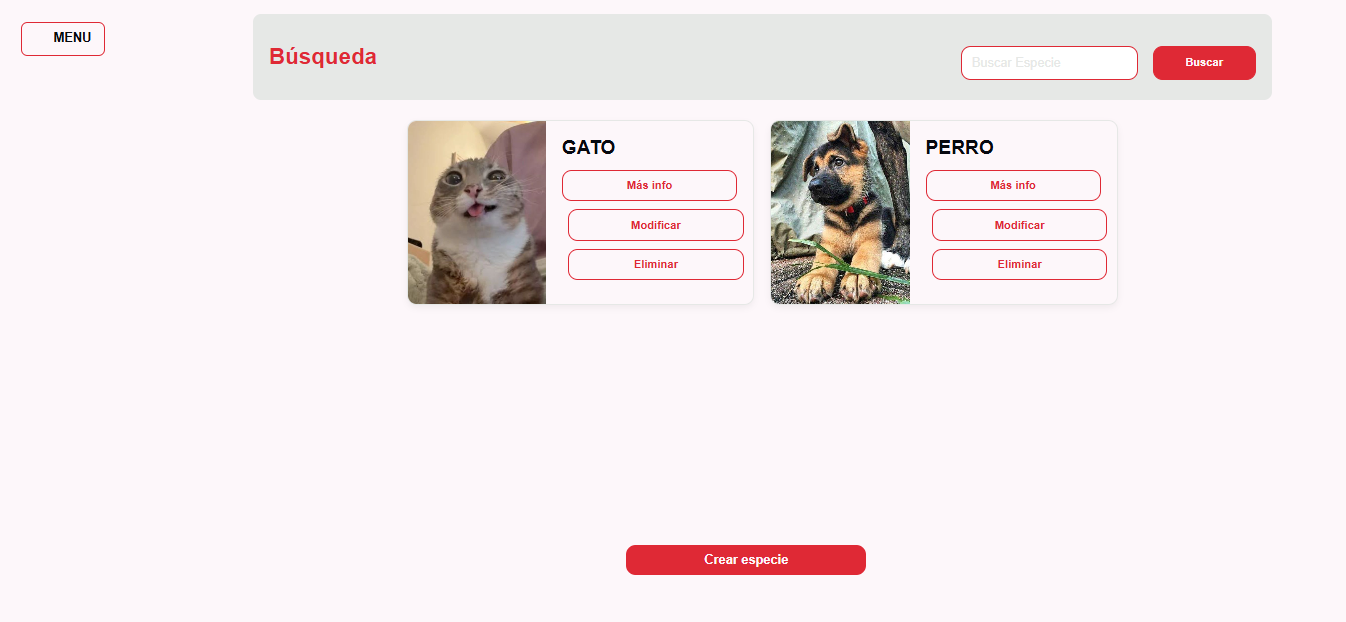 MENU
Búsqueda
Buscar Especie
Buscar
GATO
Más info
Modificar
Eliminar
PERRO
Más info
Modificar
Eliminar
Crear especie